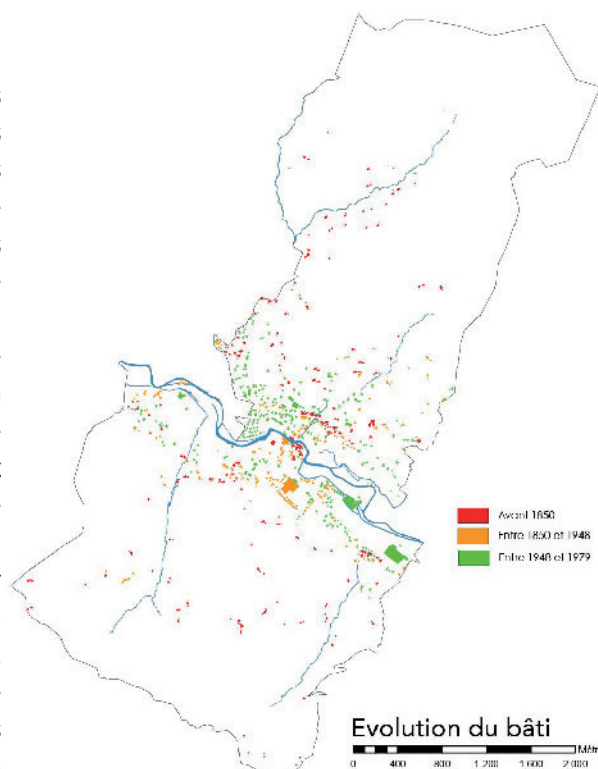 Avant 1850
Entre 1850 et 1948
Entre 1948 et 1979
Evolution du bâti
0 400 800 1 200 1 600 2 000